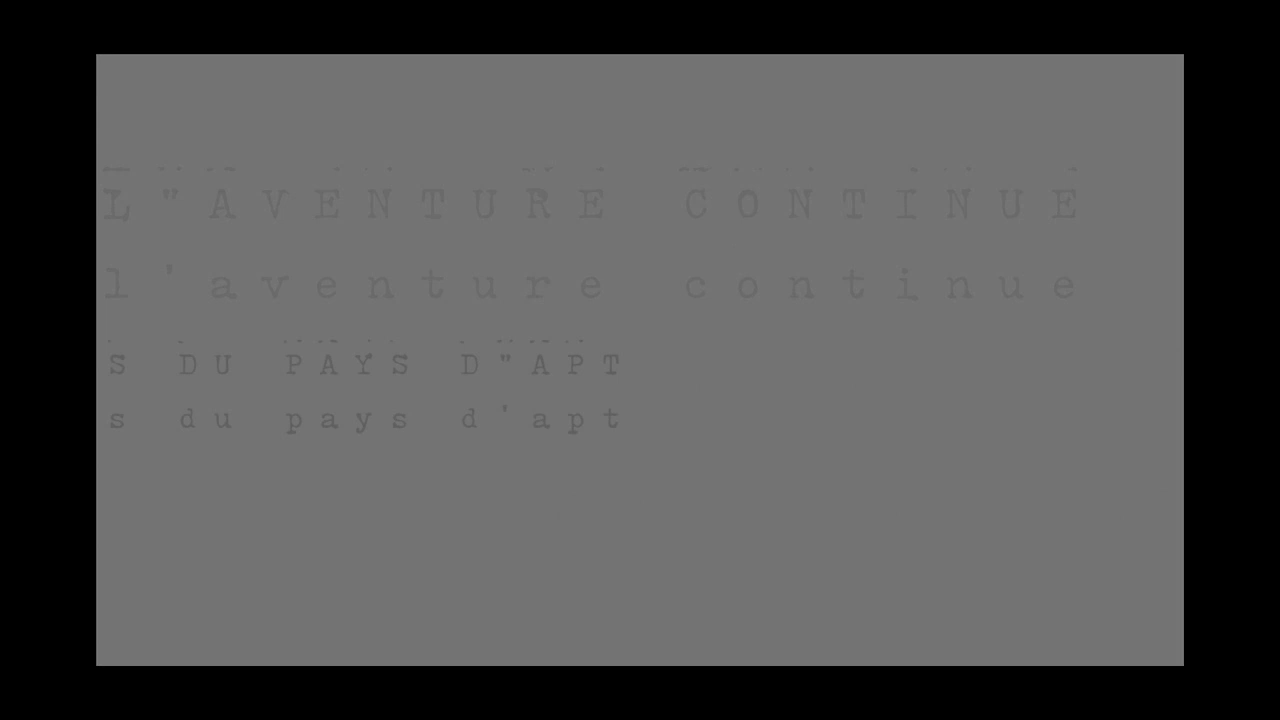 L"AVENTURE CONTINUE
l'aventure continue
S DU PAYS D"APT
s du pays d'apt